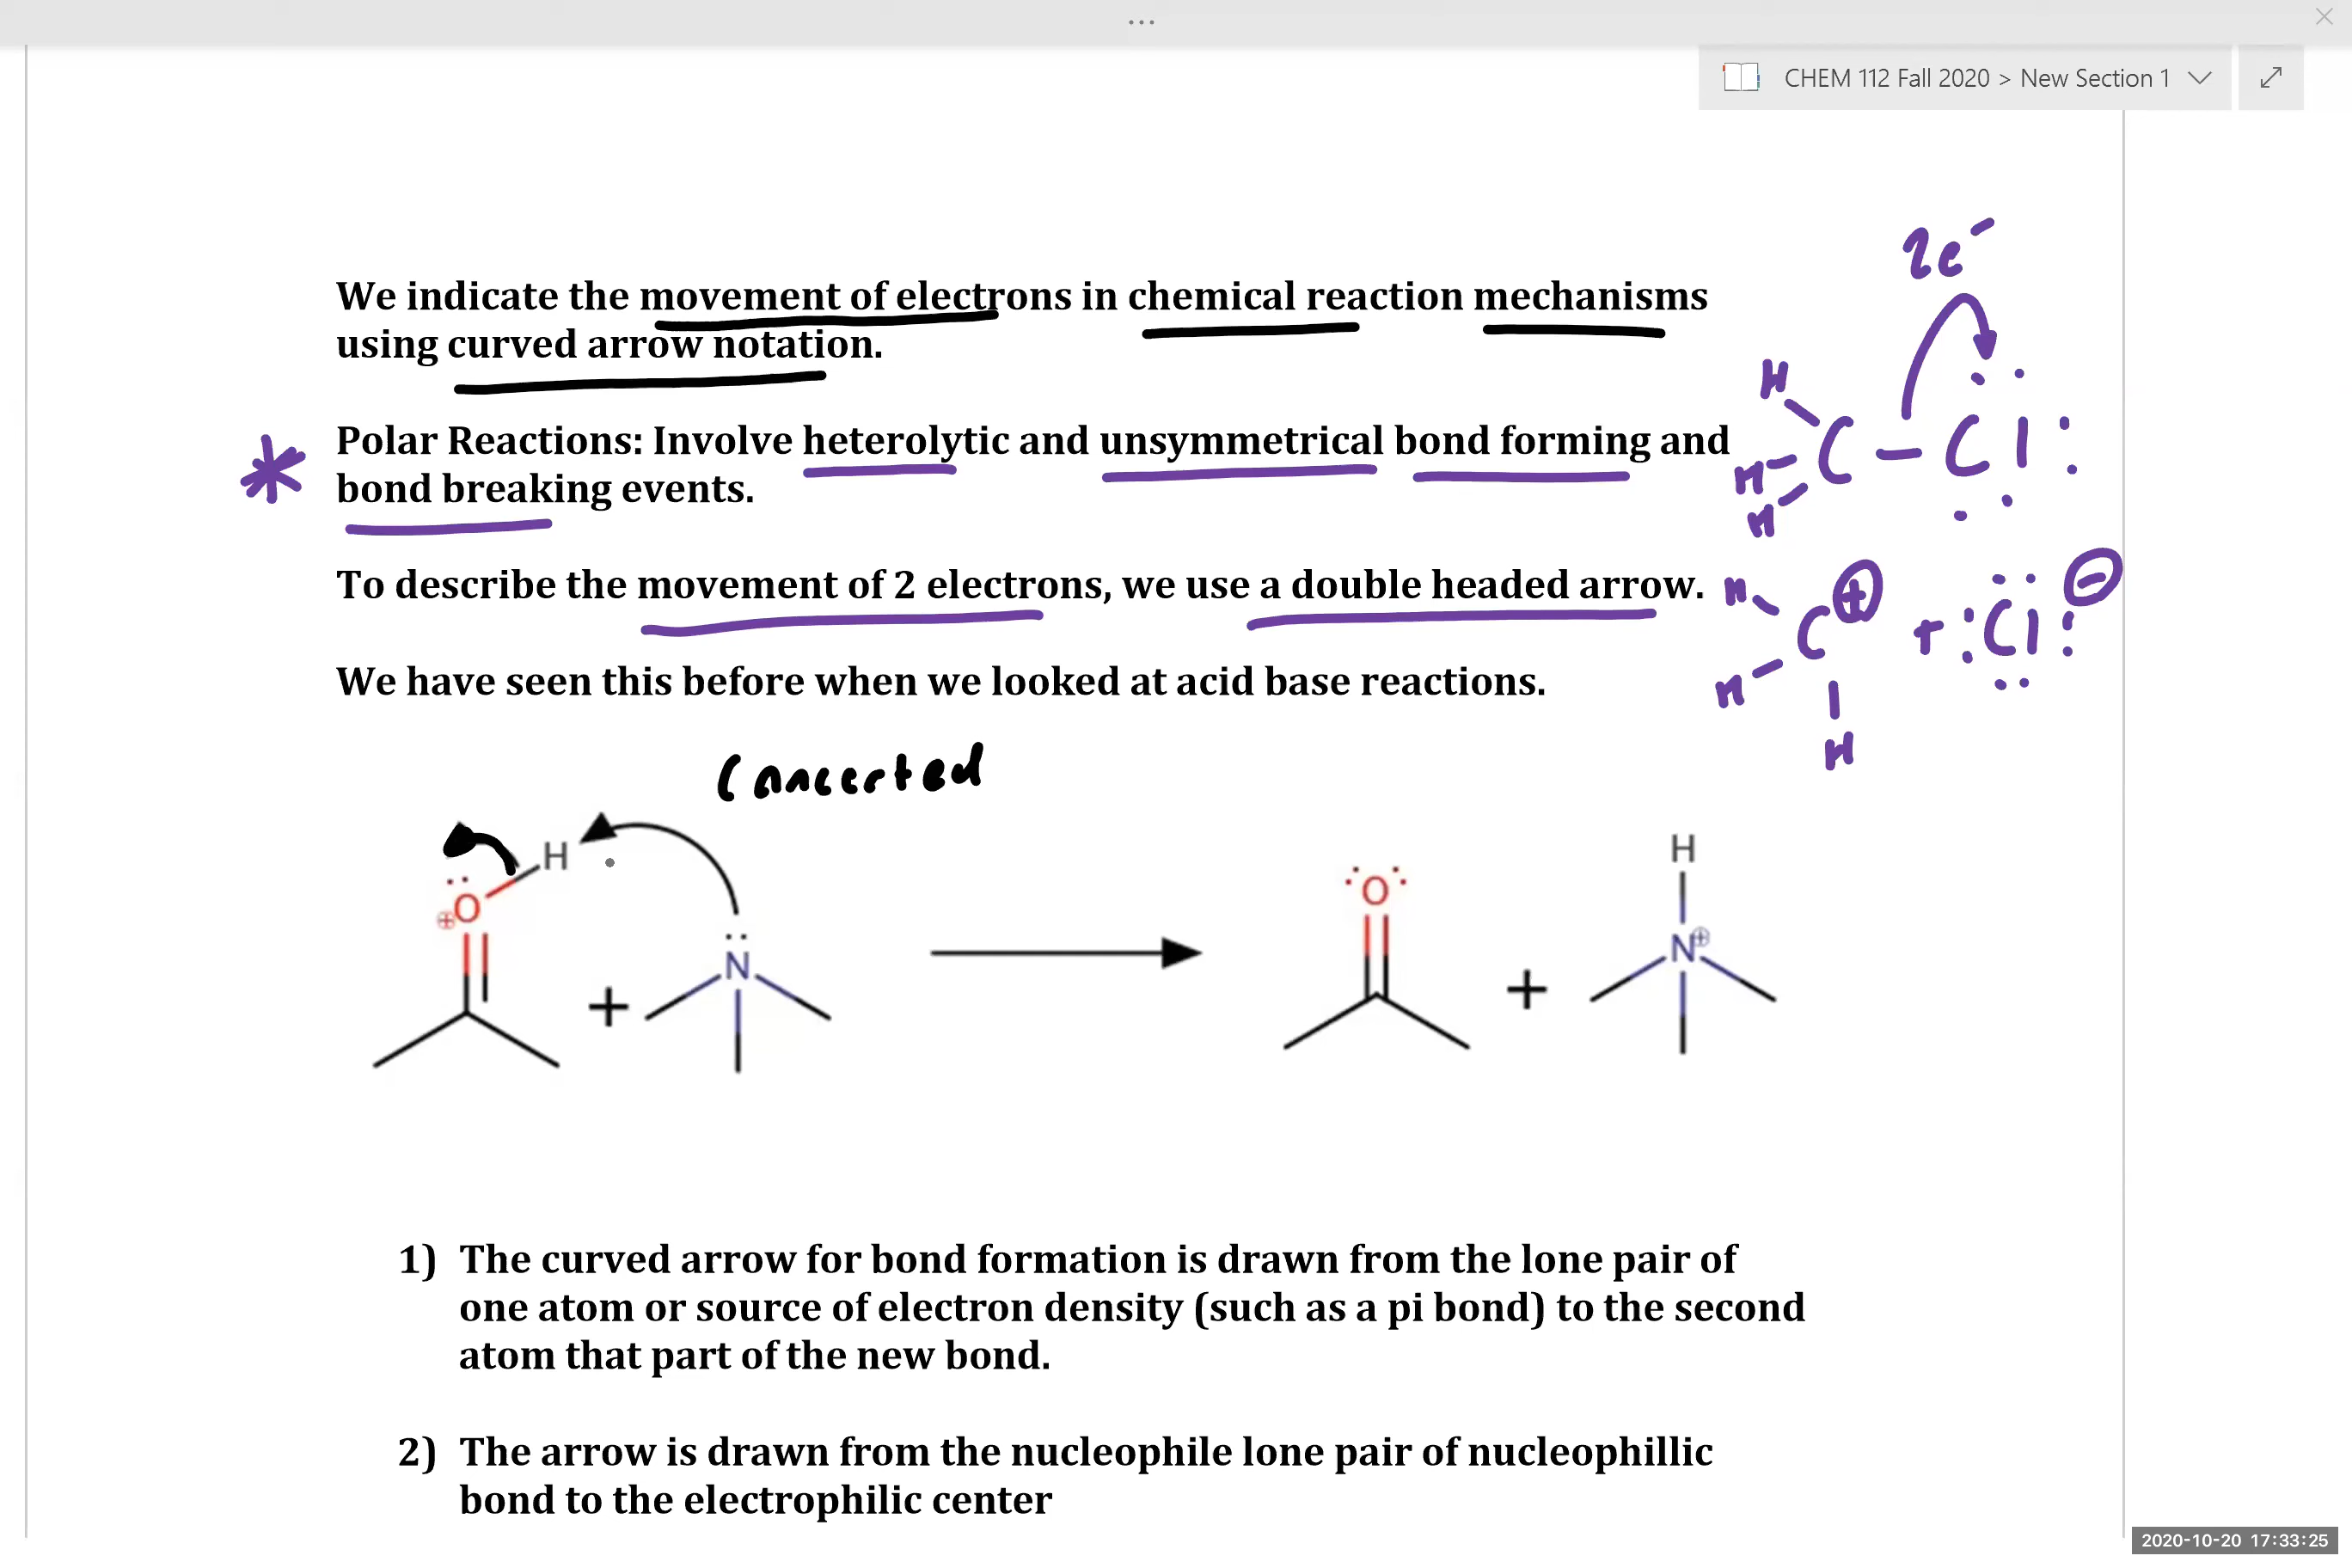 ...
CHEM 112 Fall 2020 > New Section 1
2e⁻
We indicate the movement of electrons in chemical reaction mechanisms
using curved arrow notation.
H
C - Cl
H
H
Polar Reactions: Involve heterolytic and unsymmetrical bond forming and
* bond breaking events.
To describe the movement of 2 electrons, we use a double headed arrow.
H
C ⊕ + :Cl: ⊖
H
H
We have seen this before when we looked at acid base reactions.
Concerted
H
⊕O
+
N
O
+
H
N⊕
1) The curved arrow for bond formation is drawn from the lone pair of
one atom or source of electron density (such as a pi bond) to the second
atom that part of the new bond.
2) The arrow is drawn from the nucleophile lone pair of nucleophillic
bond to the electrophilic center
2020-10-20 17:33:25